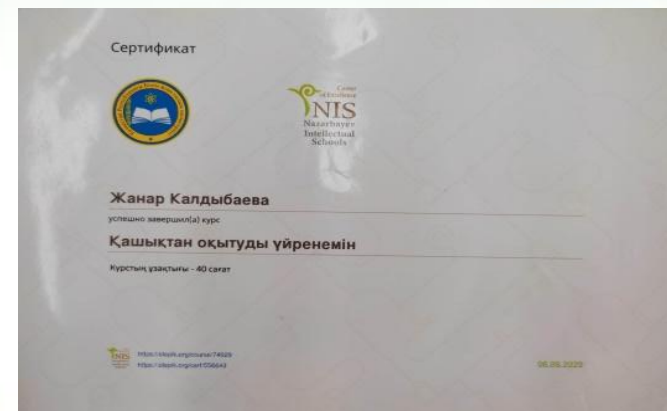 Сертификат
Center
of Excellence
NIS
Nazarbayev
Intellectual
Schools
Жанар Калдыбаева
успешно завершил(а) курс
Қашықтан оқытуды үйренемін
Курстың ұзақтығы - 40 сағат
NIS